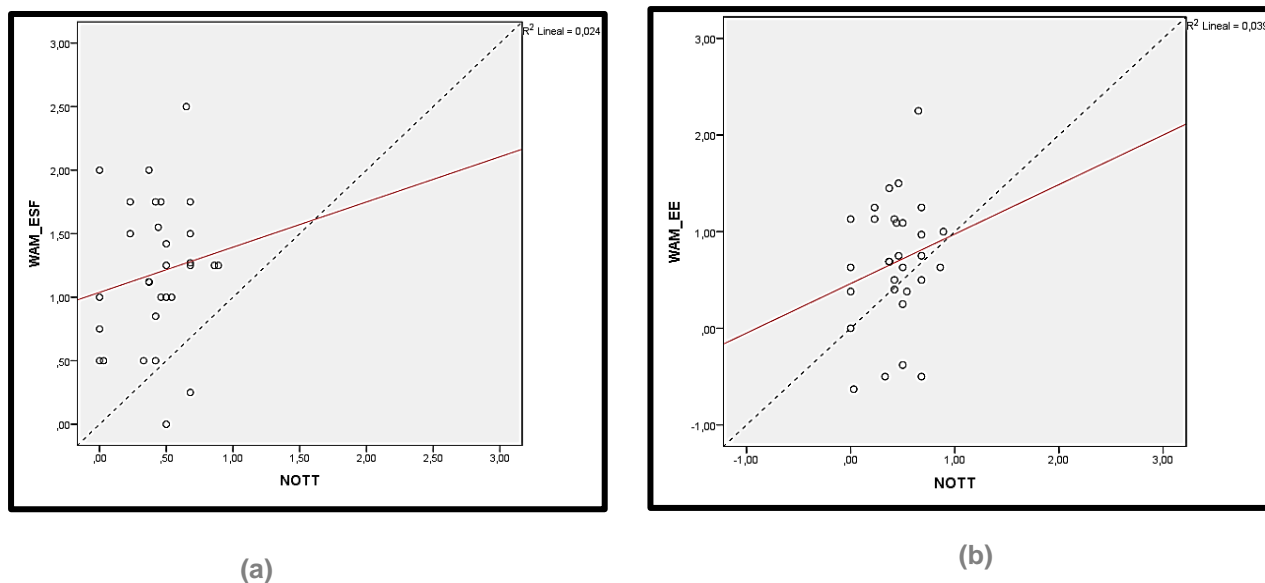 R² Lineal = 0,024
3,00
2,50
2,00
1,50
1,00
,50
,00
WAM_ESF
,00 ,50 1,00 1,50 2,00 2,50 3,00
NOTT
(a)
R² Lineal = 0,039
3,00
2,00
1,00
,00
-1,00
WAM_EE
-1,00 ,00 1,00 2,00 3,00
NOTT
(b)